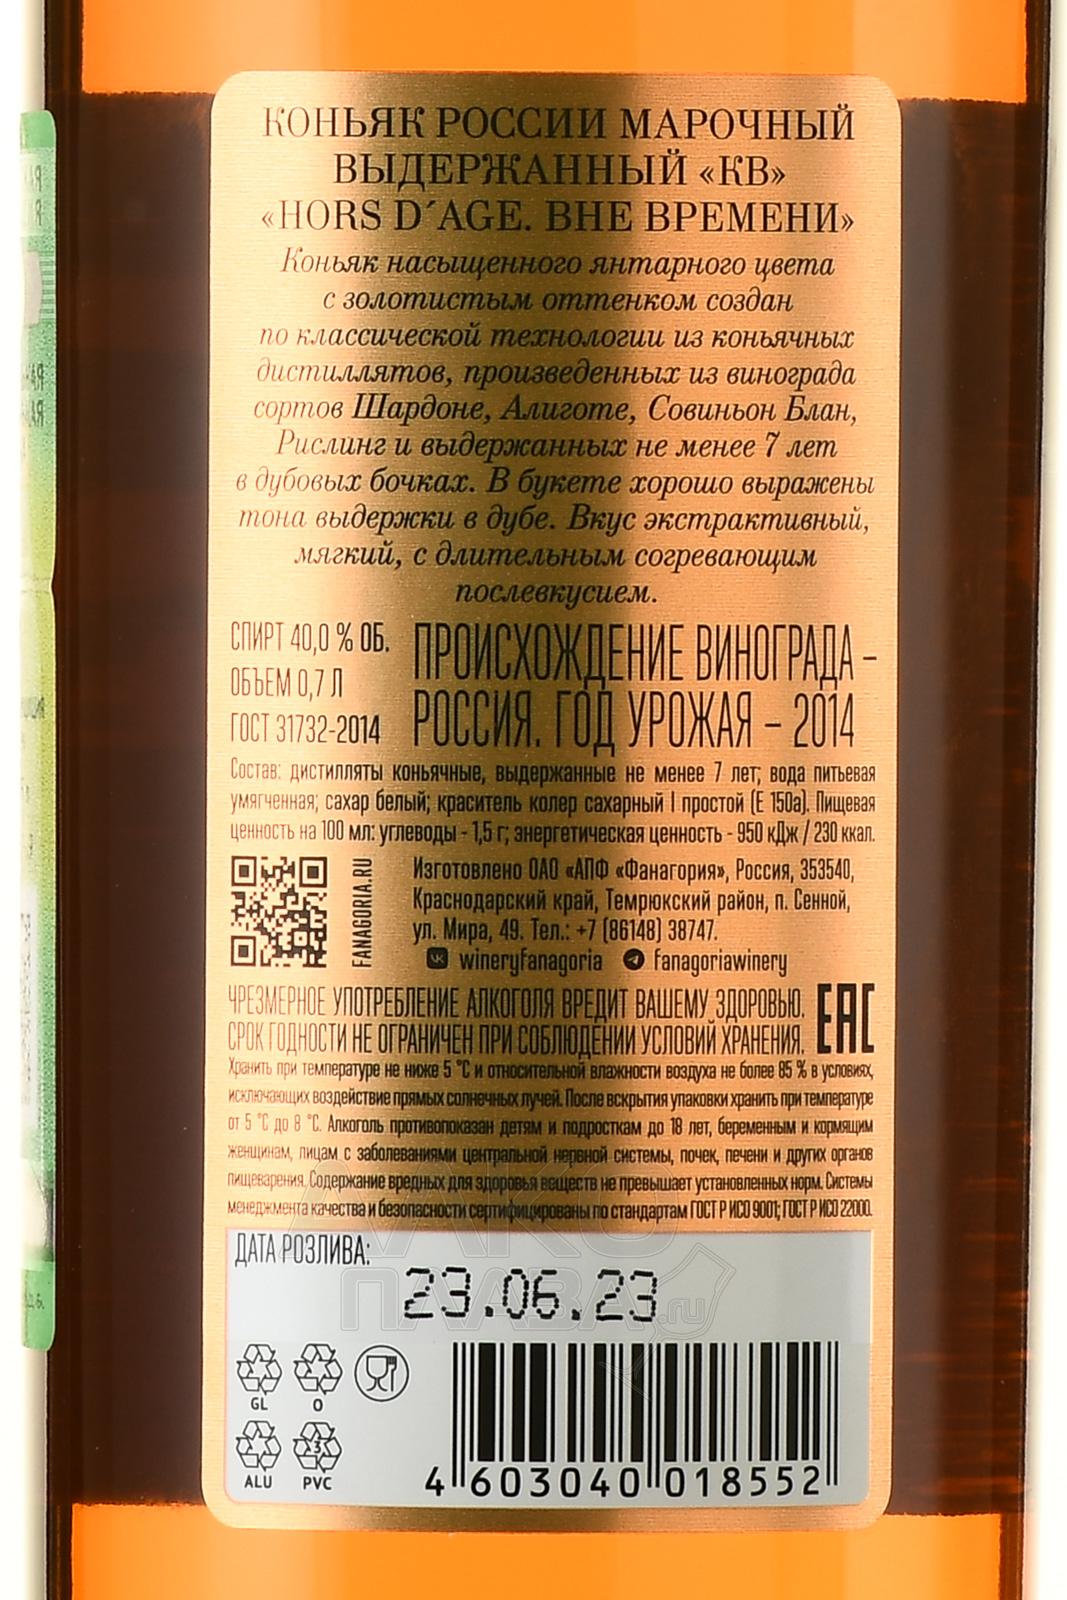 КОНЬЯК РОССИИ МАРОЧНЫЙ
ВЫДЕРЖАННЫЙ «КВ»
«HORS D´AGE. ВНЕ ВРЕМЕНИ»
Коньяк насыщенного янтарного цвета
с золотистым оттенком создан
по классической технологии из коньячных
дистиллятов, произведенных из винограда
сортов Шардоне, Алиготе, Совиньон Блан,
Рислинг и выдержанных не менее 7 лет
в дубовых бочках. В букете хорошо выражены
тона выдержки в дубе. Вкус экстрактивный,
мягкий, с длительным согревающим
послевкусием.
СПИРТ 40,0 % ОБ.
ОБЪЕМ 0,7 Л
ГОСТ 31732-2014
ПРОИСХОЖДЕНИЕ ВИНОГРАДА –
РОССИЯ. ГОД УРОЖАЯ – 2014
Состав: дистилляты коньячные, выдержанные не менее 7 лет; вода питьевая
умягченная; сахар белый; краситель колер сахарный I простой (Е 150а). Пищевая
ценность на 100 мл: углеводы - 1,5 г; энергетическая ценность - 950 кДж / 230 ккал.
FANAGORIA.RU
Изготовлено ОАО «АПФ «Фанагория», Россия, 353540,
Краснодарский край, Темрюкский район, п. Сенной,
ул. Мира, 49. Тел.: +7 (86148) 38747.
wineryfanagoria fanagoriawinery
ЧРЕЗМЕРНОЕ УПОТРЕБЛЕНИЕ АЛКОГОЛЯ ВРЕДИТ ВАШЕМУ ЗДОРОВЬЮ.
СРОК ГОДНОСТИ НЕ ОГРАНИЧЕН ПРИ СОБЛЮДЕНИИ УСЛОВИЙ ХРАНЕНИЯ.
EAC
Хранить при температуре не ниже 5 °С и относительной влажности воздуха не более 85 % в условиях,
исключающих воздействие прямых солнечных лучей. После вскрытия упаковки хранить при температуре
от 5 °С до 8 °С. Алкоголь противопоказан детям и подросткам до 18 лет, беременным и кормящим
женщинам, лицам с заболеваниями центральной нервной системы, почек, печени и других органов
пищеварения. Содержание вредных для здоровья веществ не превышает установленных норм. Системы
менеджмента качества и безопасности сертифицированы по стандартам ГОСТ Р ИСО 9001; ГОСТ Р ИСО 22000.
АЛКО
ПЛАЗА.ru
ДАТА РОЗЛИВА:
23.06.23
GL O
3
ALU PVC
4 603040 018552